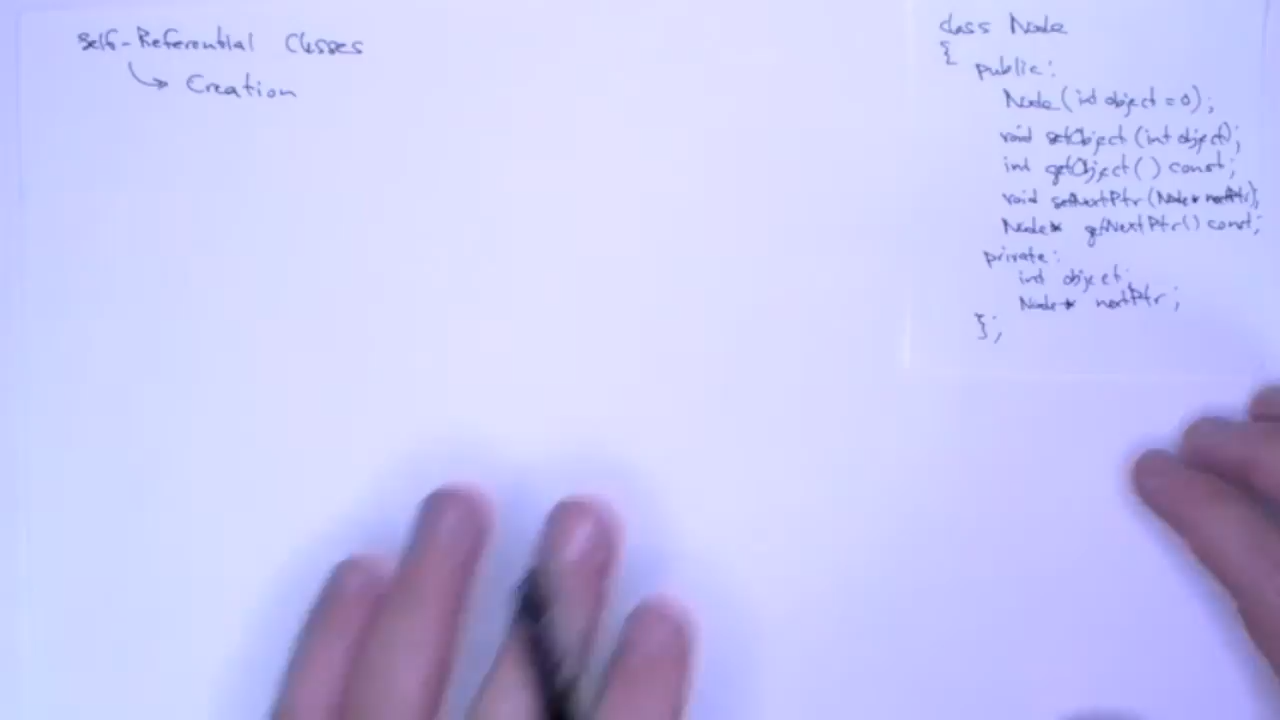 Self-Referential Classes
↳ Creation
class Node
{
public:
Node(int object = 0);
void setObject(int object);
int getObject() const;
void setNextPtr(Node* nextPtr);
Node* getNextPtr() const;
private:
int object;
Node* nextPtr;
};